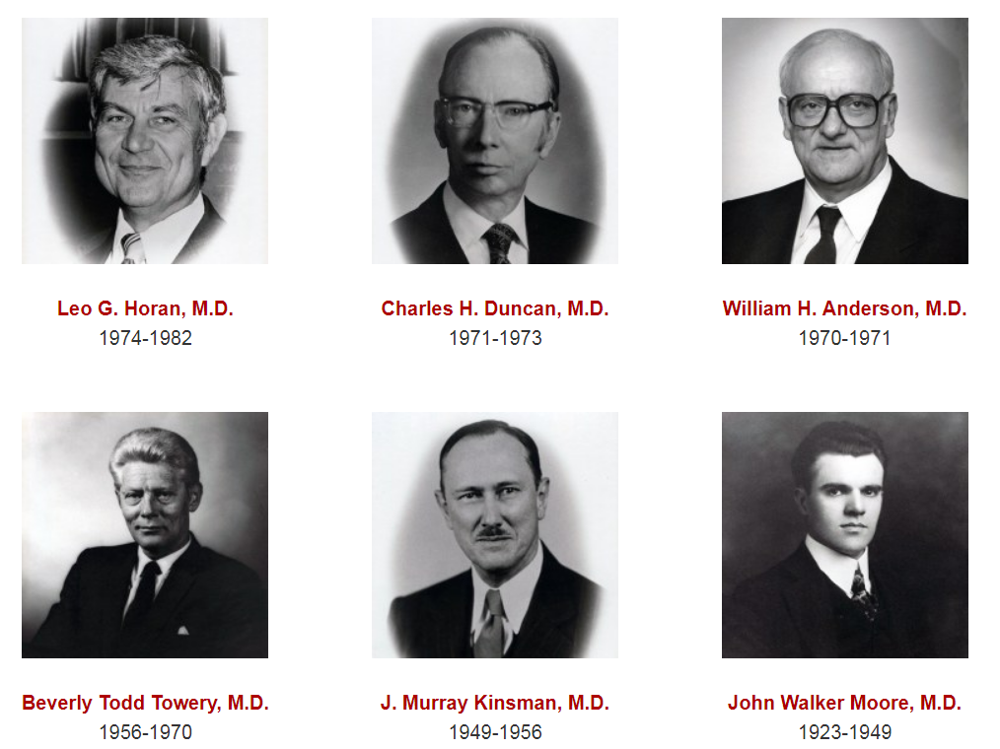 Leo G. Horan, M.D.
1974-1982
Charles H. Duncan, M.D.
1971-1973
William H. Anderson, M.D.
1970-1971
Beverly Todd Towery, M.D.
1956-1970
J. Murray Kinsman, M.D.
1949-1956
John Walker Moore, M.D.
1923-1949